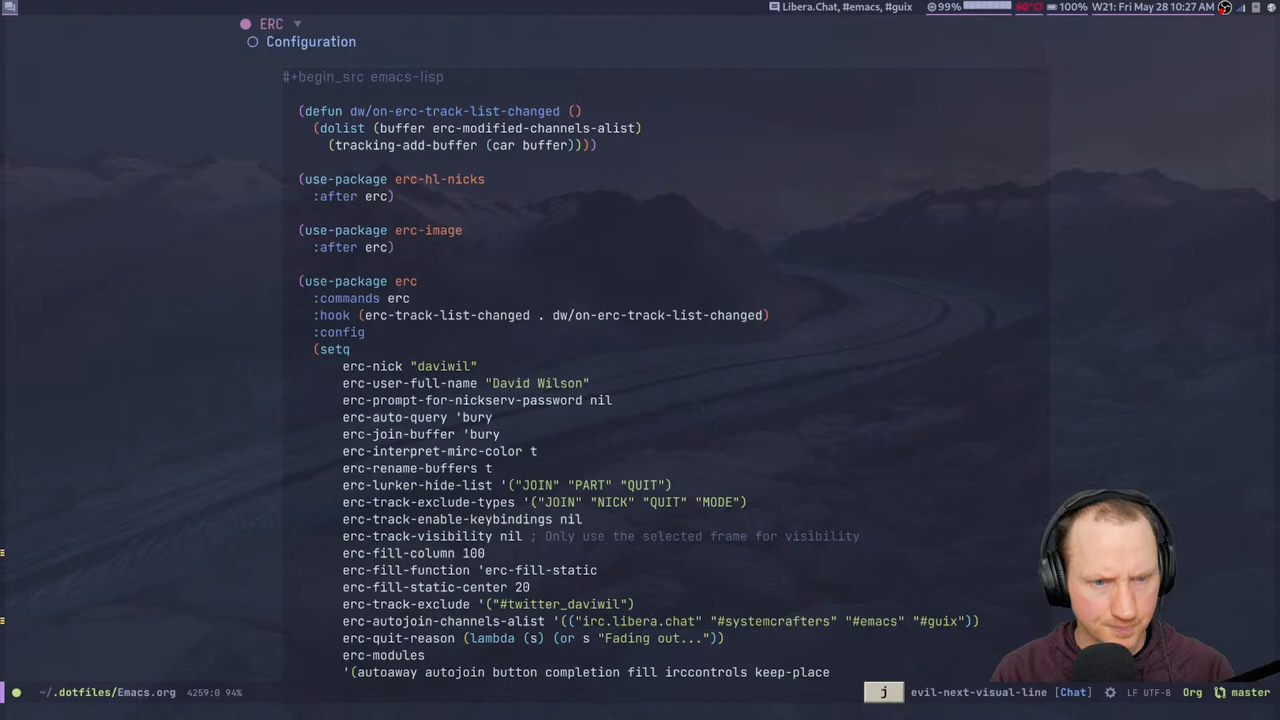 Libera.Chat, #emacs, #guix
99%
60°C
100%
W21: Fri May 28 10:27 AM
ERC ▼
Configuration
#+begin_src emacs-lisp
(defun dw/on-erc-track-list-changed ()
(dolist (buffer erc-modified-channels-alist)
(tracking-add-buffer (car buffer))))
(use-package erc-hl-nicks
:after erc)
(use-package erc-image
:after erc)
(use-package erc
:commands erc
:hook (erc-track-list-changed . dw/on-erc-track-list-changed)
:config
(setq
erc-nick "daviwil"
erc-user-full-name "David Wilson"
erc-prompt-for-nickserv-password nil
erc-auto-query 'bury
erc-join-buffer 'bury
erc-interpret-mirc-color t
erc-rename-buffers t
erc-lurker-hide-list '("JOIN" "PART" "QUIT")
erc-track-exclude-types '("JOIN" "NICK" "QUIT" "MODE")
erc-track-enable-keybindings nil
erc-track-visibility nil ; Only use the selected frame for visibility
erc-fill-column 100
erc-fill-function 'erc-fill-static
erc-fill-static-center 20
erc-track-exclude '("#twitter_daviwil")
erc-autojoin-channels-alist '(("irc.libera.chat" "#systemcrafters" "#emacs" "#guix"))
erc-quit-reason (lambda (s) (or s "Fading out..."))
erc-modules
'(autoaway autojoin button completion fill irccontrols keep-place
~/.dotfiles/Emacs.org 4259:0 94%
j
evil-next-visual-line [Chat]
LF UTF-8 Org master